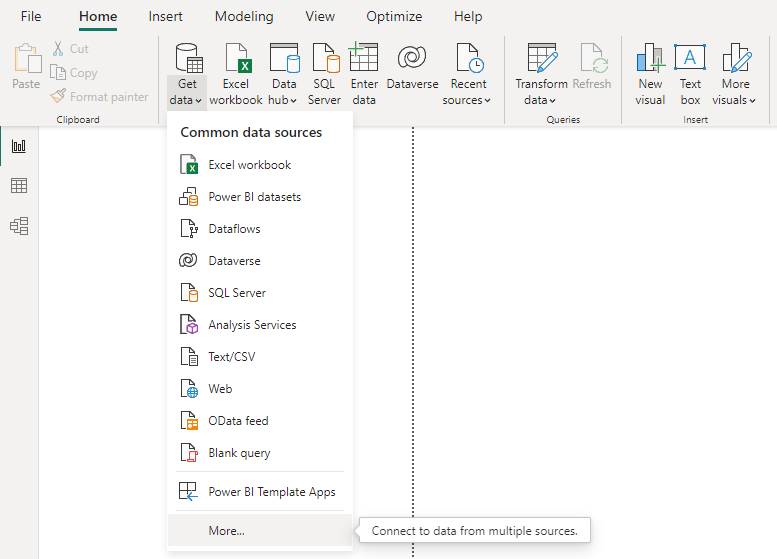 File Home Insert Modeling View Optimize Help
Paste
Cut
Copy
Format painter
Clipboard
Get data
Excel workbook
Data hub
SQL Server
Enter data
Dataverse
Recent sources
Transform data
Refresh
Queries
New visual
Text box
More visuals
Insert
Common data sources
Excel workbook
Power BI datasets
Dataflows
Dataverse
SQL Server
Analysis Services
Text/CSV
Web
OData feed
Blank query
Power BI Template Apps
More...
Connect to data from multiple sources.